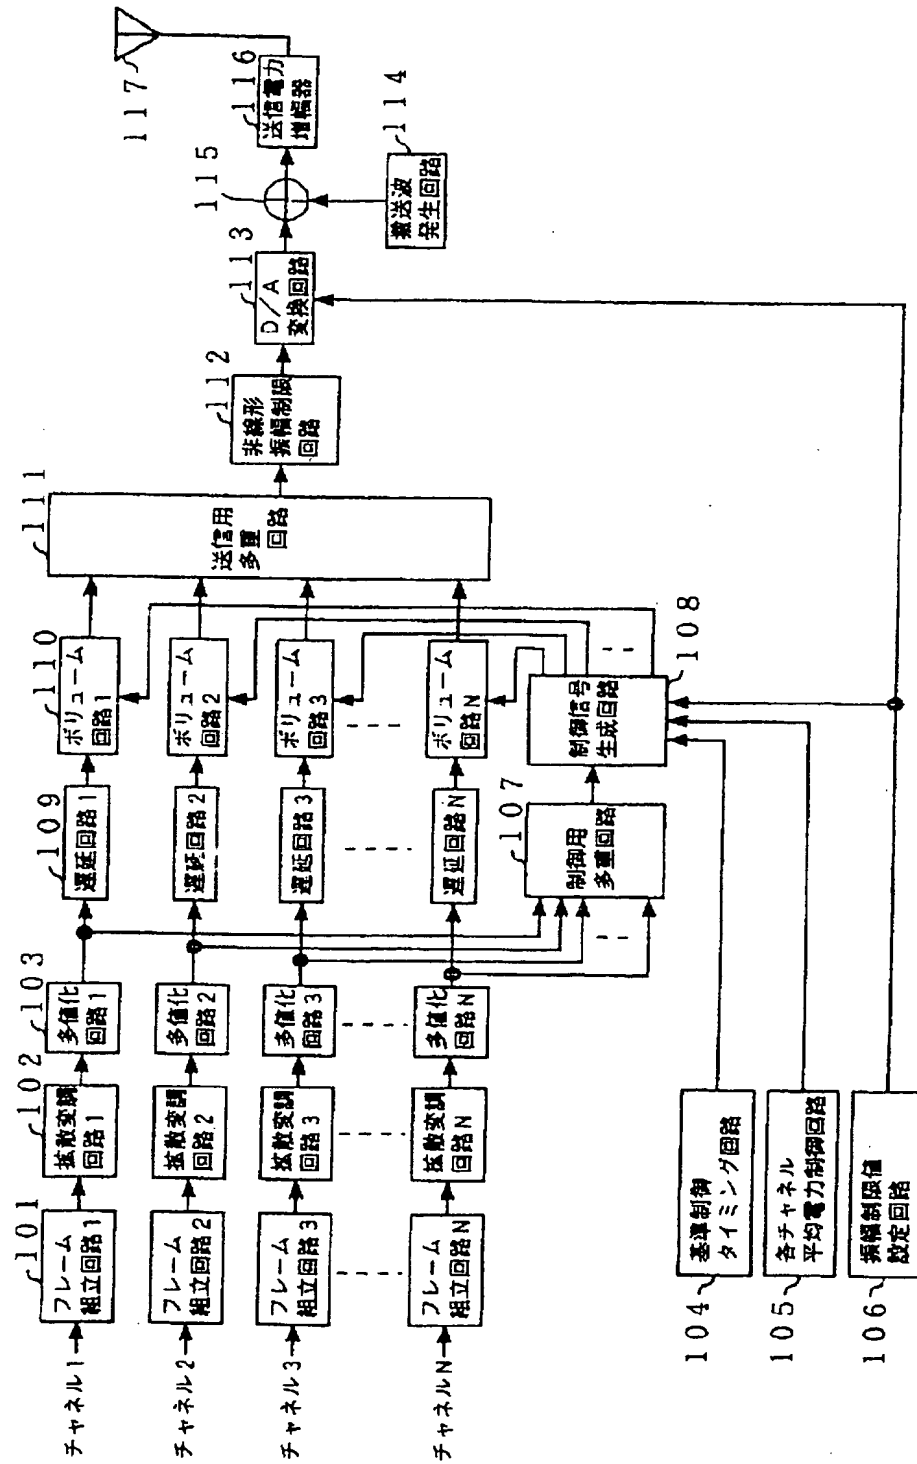 チャネル1
101
フレーム
組立回路1
102
拡散変調
回路1
103
多値化
回路1
109
遅延回路1
110
ボリューム
回路1
チャネル2
フレーム
組立回路2
拡散変調
回路2
多値化
回路2
遅延回路2
ボリューム
回路2
チャネル3
フレーム
組立回路3
拡散変調
回路3
多値化
回路3
遅延回路3
ボリューム
回路3
チャネルN
フレーム
組立回路N
拡散変調
回路N
多値化
回路N
遅延回路N
ボリューム
回路N
111
送信用
多重
回路
112
非線形
振幅制限
回路
113
D/A
変換回路
115
116
送信電力
増幅器
117
114
搬送波
発生回路
107
制御用
多重回路
108
制御信号
生成回路
104
基準制御
タイミング回路
105
各チャネル
平均電力制御回路
106
振幅制限値
設定回路